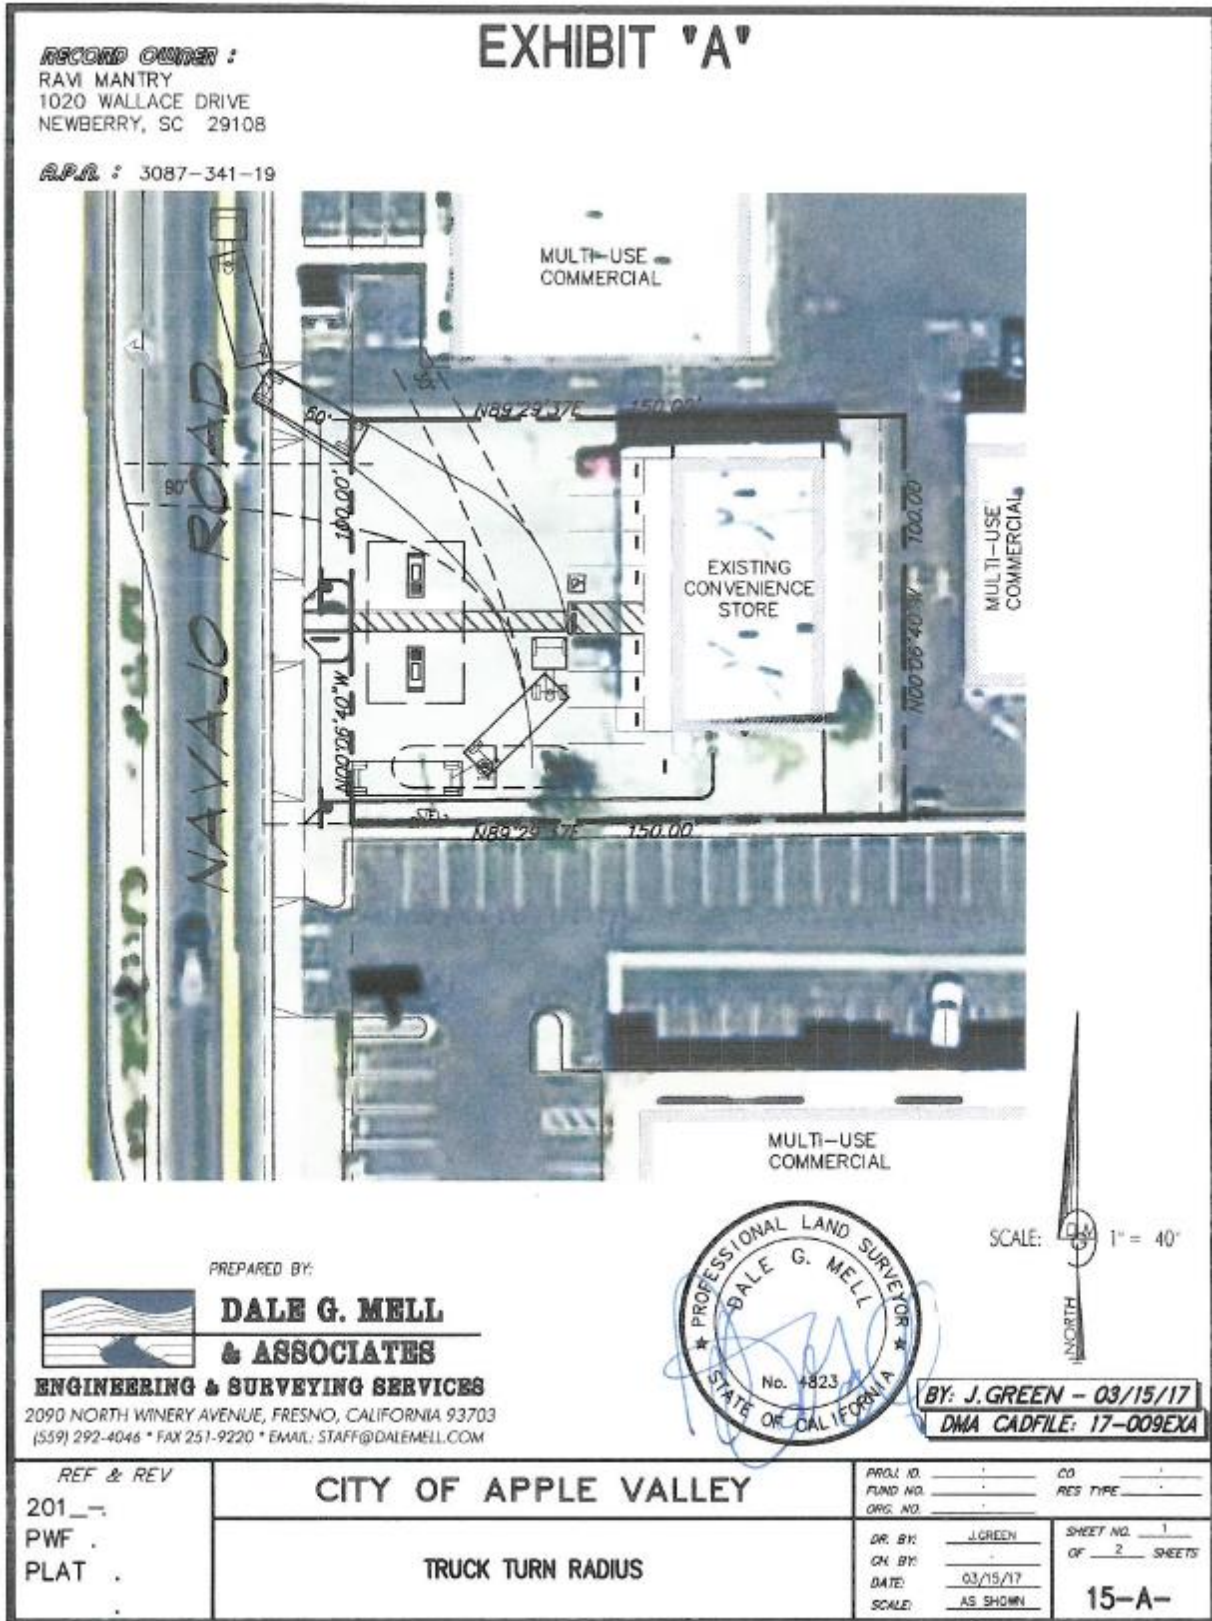 EXHIBIT "A"
RECORD OWNER :
RAVI MANTRY
1020 WALLACE DRIVE
NEWBERRY, SC 29108
A.P.N. : 3087-341-19
MULTI-USE
COMMERCIAL
NAVAJO ROAD
N89°29'37E 150.00'
60'
90'
100.00'
N00°06'40"W
EXISTING
CONVENIENCE
STORE
N00°06'40"W 100.00'
MULTI-USE
COMMERCIAL
N89°29'37E 150.00'
MULTI-USE
COMMERCIAL
SCALE: 1" = 40'
NORTH
PREPARED BY:
DALE G. MELL
& ASSOCIATES
ENGINEERING & SURVEYING SERVICES
2090 NORTH WINERY AVENUE, FRESNO, CALIFORNIA 93703
(559) 292-4046 * FAX 251-9220 * EMAIL: STAFF@DALEMELL.COM
PROFESSIONAL LAND SURVEYOR
DALE G. MELL
No. 4823
STATE OF CALIFORNIA
BY: J.GREEN - 03/15/17
DMA CADFILE: 17-009EXA
REF & REV
201_-.
PWF .
PLAT .
CITY OF APPLE VALLEY
TRUCK TURN RADIUS
PROJ. ID.
FUND NO.
ORG. NO.
CO
RES TYPE
DR. BY: J.GREEN
CH. BY:
DATE: 03/15/17
SCALE: AS SHOWN
SHEET NO. 1
OF 2 SHEETS
15-A-